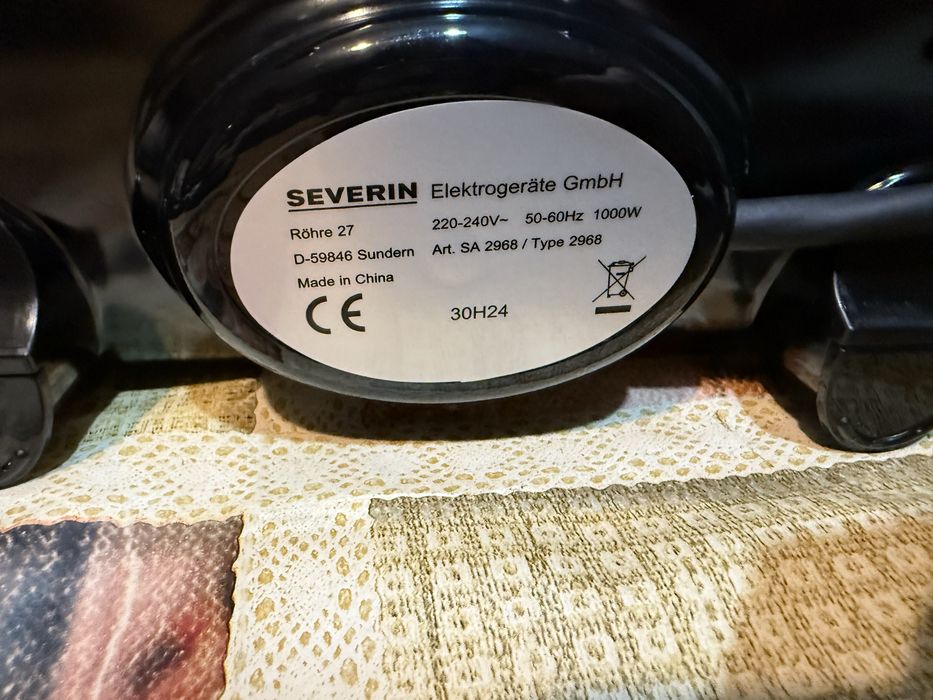 SEVERIN Elektrogeräte GmbH
Röhre 27
220-240V~ 50-60Hz 1000W
D-59846 Sundern
Art. SA 2968 / Type 2968
Made in China
CE
30H24